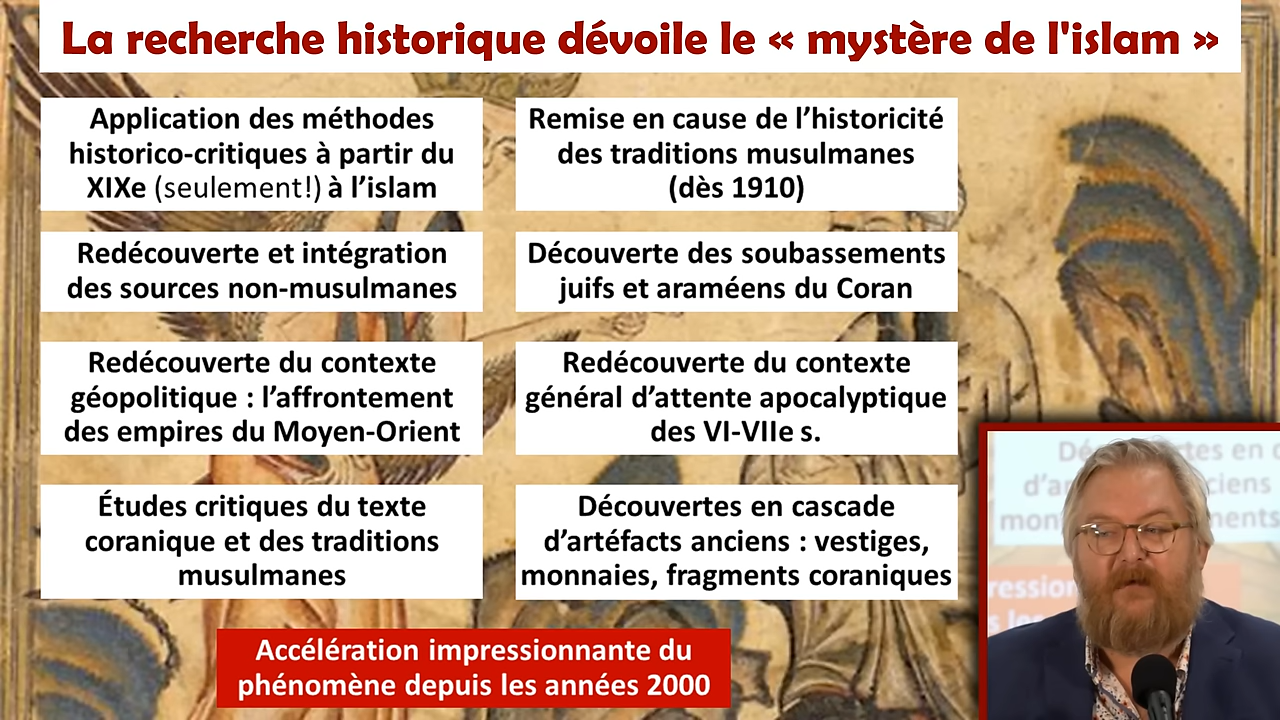 La recherche historique dévoile le « mystère de l'islam »
Application des méthodes
historico-critiques à partir du
XIXe (seulement!) à l’islam
Remise en cause de l’historicité
des traditions musulmanes
(dès 1910)
Redécouverte et intégration
des sources non-musulmanes
Découverte des soubassements
juifs et araméens du Coran
Redécouverte du contexte
géopolitique : l’affrontement
des empires du Moyen-Orient
Redécouverte du contexte
général d’attente apocalyptique
des VI-VIIe s.
Études critiques du texte
coranique et des traditions
musulmanes
Découvertes en cascade
d’artéfacts anciens : vestiges,
monnaies, fragments coraniques
Accélération impressionnante du
phénomène depuis les années 2000